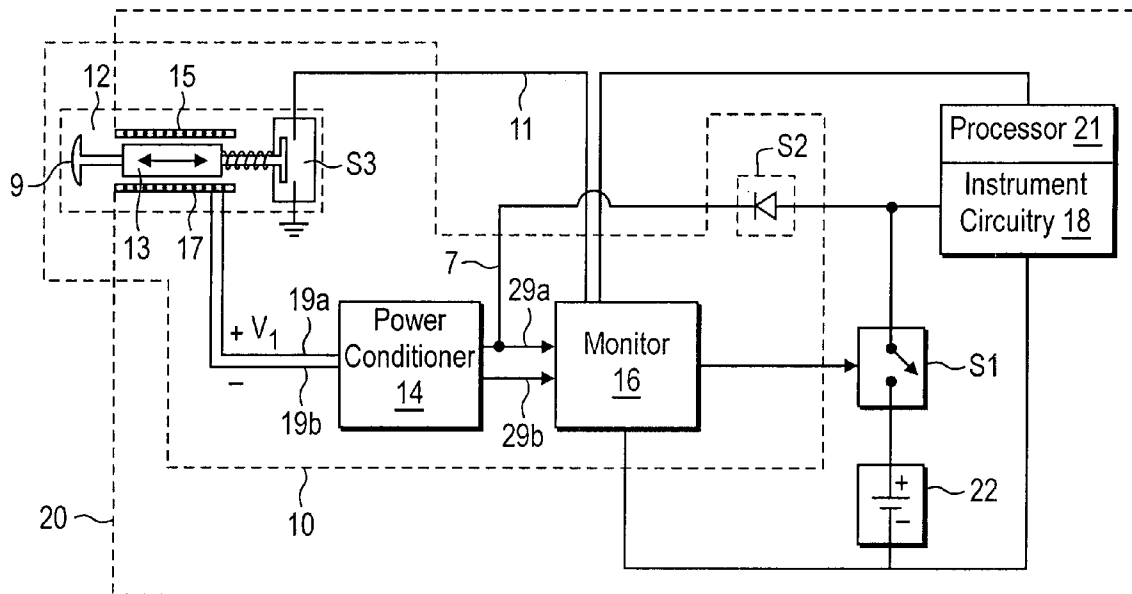 12
15
11
9
S3
S2
Processor 21
Instrument
Circuitry 18
13
17
7
19a
+ V1
−
19b
Power
Conditioner
14
29a
29b
Monitor
16
S1
+
−
22
20
10